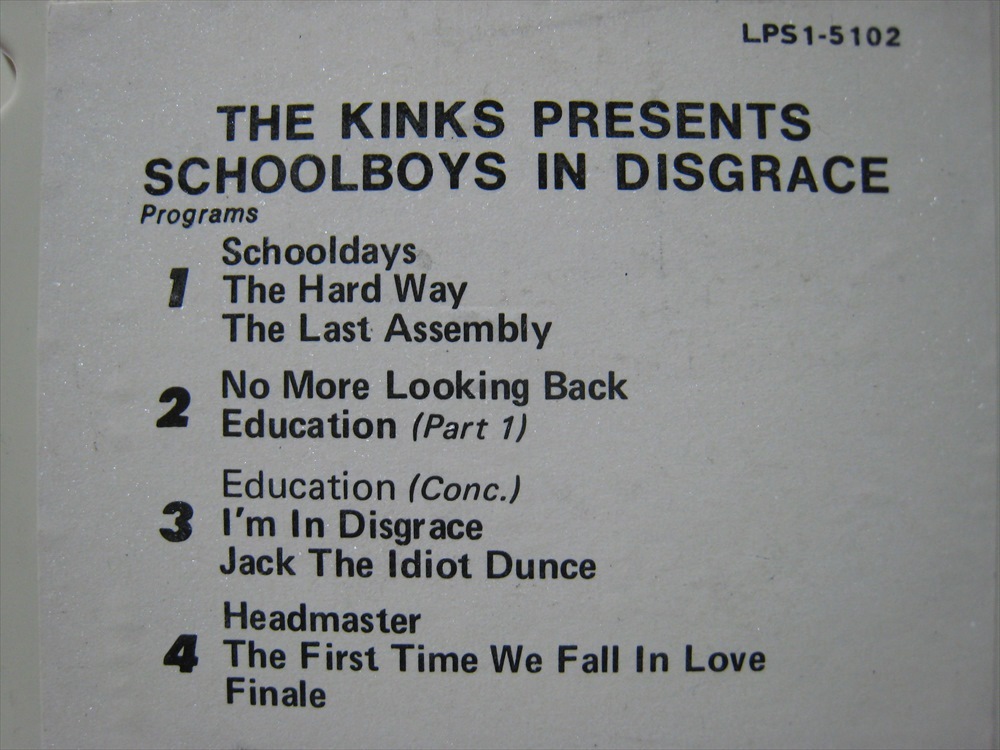 LPS1-5102
THE KINKS PRESENTS
SCHOOLBOYS IN DISGRACE
Programs
1
Schooldays
The Hard Way
The Last Assembly
2
No More Looking Back
Education (Part 1)
3
Education (Conc.)
I'm In Disgrace
Jack The Idiot Dunce
4
Headmaster
The First Time We Fall In Love
Finale